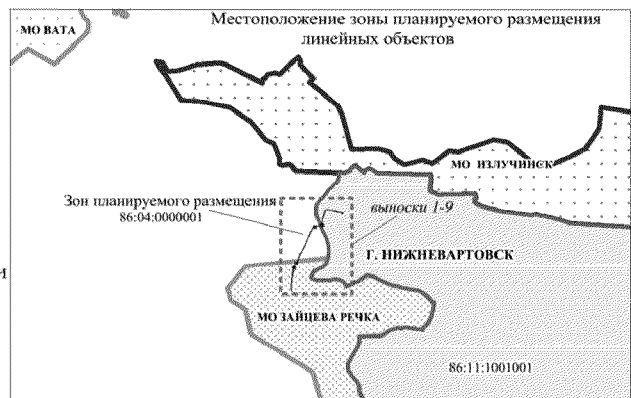 Местоположение зоны планируемого размещения
линейных объектов
МО ВАТА
МО ИЗЛУЧИНСК
Зон планируемого размещения
86:04:0000001
выноски 1-9
Г. НИЖНЕВАРТОВСК
и
МО ЗАЙЦЕВА РЕЧКА
86:11:1001001